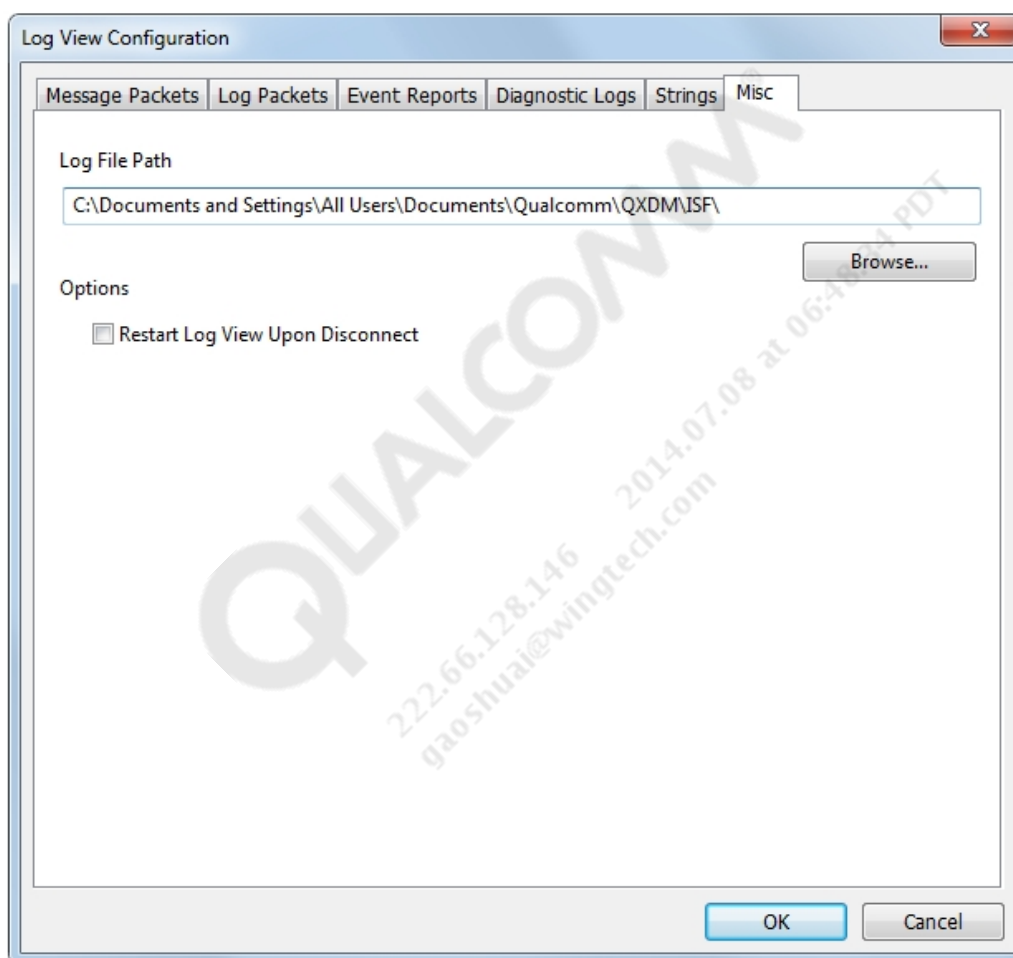 Log View Configuration
Message Packets Log Packets Event Reports Diagnostic Logs Strings Misc
Log File Path
C:\Documents and Settings\All Users\Documents\Qualcomm\QXDM\ISF\
Browse...
Options
Restart Log View Upon Disconnect
QUALCOMM®
222.66.128.146 2014.07.08 at 06:48:34 PDT
gaoshuai@wingtech.com
OK Cancel